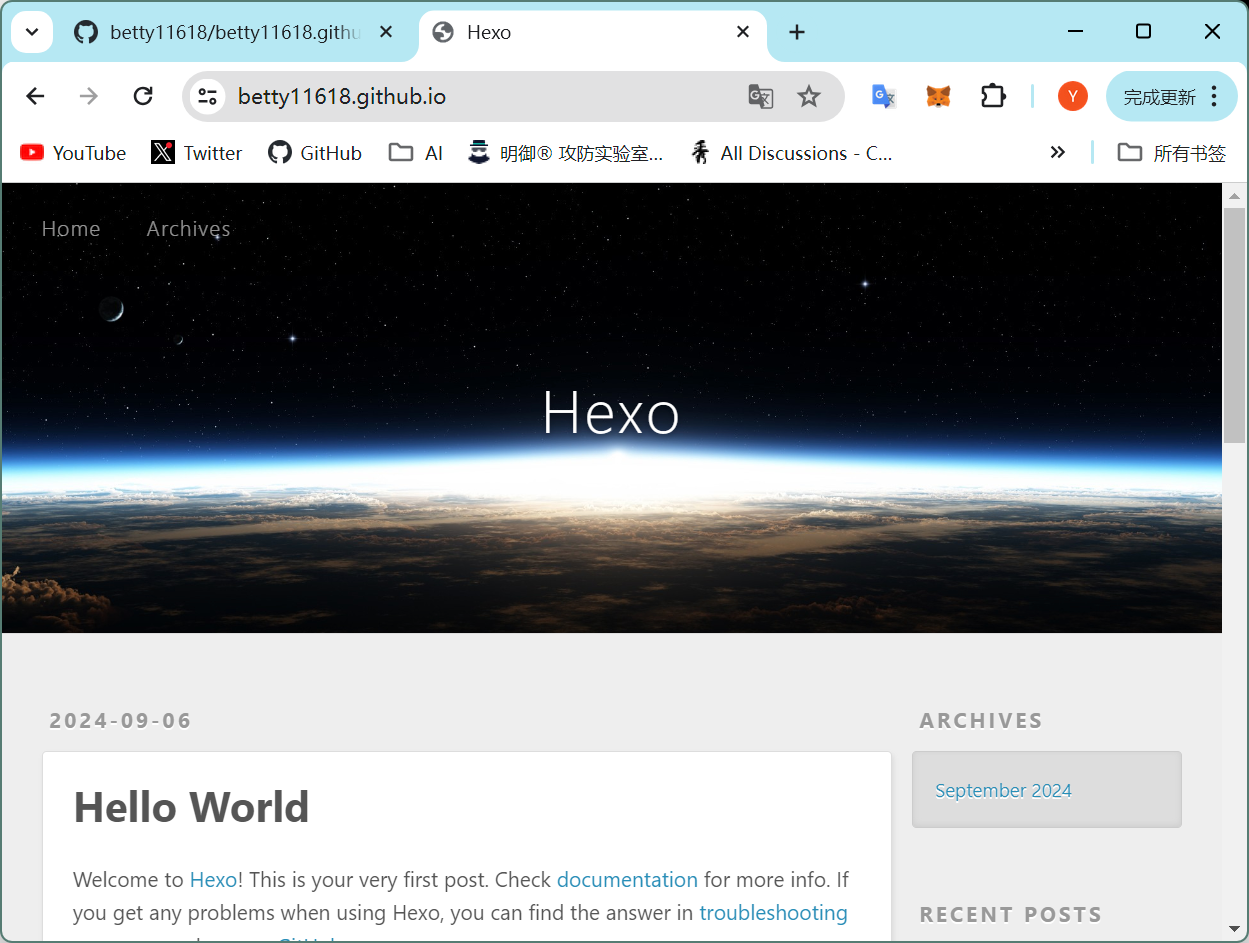 betty11618/betty11618.githu
Hexo
betty11618.github.io
Y
完成更新
YouTube
Twitter
GitHub
AI
明御® 攻防实验室...
All Discussions - C...
所有书签
Home
Archives
Hexo
2024-09-06
Hello World
Welcome to Hexo! This is your very first post. Check documentation for more info. If
you get any problems when using Hexo, you can find the answer in troubleshooting
ARCHIVES
September 2024
RECENT POSTS